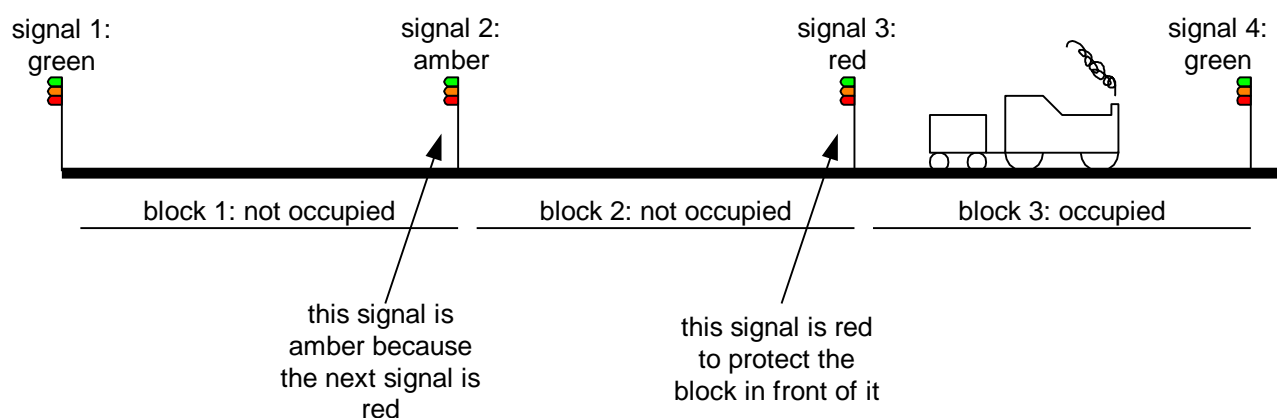 signal 1:
green
signal 2:
amber
signal 3:
red
signal 4:
green
block 1: not occupied
block 2: not occupied
block 3: occupied
this signal is
amber because
the next signal is
red
this signal is red
to protect the
block in front of it